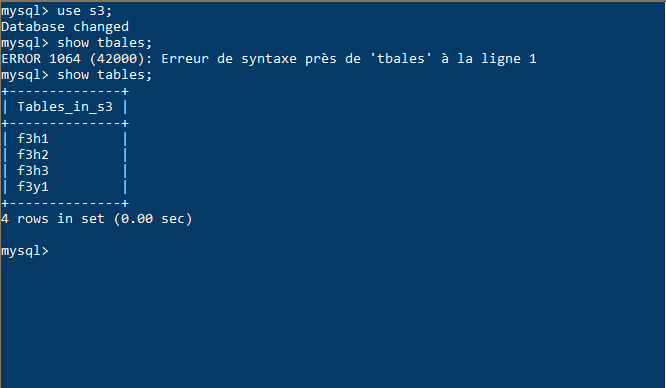 mysql> use s3;
Database changed
mysql> show tbales;
ERROR 1064 (42000): Erreur de syntaxe près de 'tbales' à la ligne 1
mysql> show tables;
+--------------+
| Tables_in_s3 |
+--------------+
| f3h1         |
| f3h2         |
| f3h3         |
| f3y1         |
+--------------+
4 rows in set (0.00 sec)
mysql>